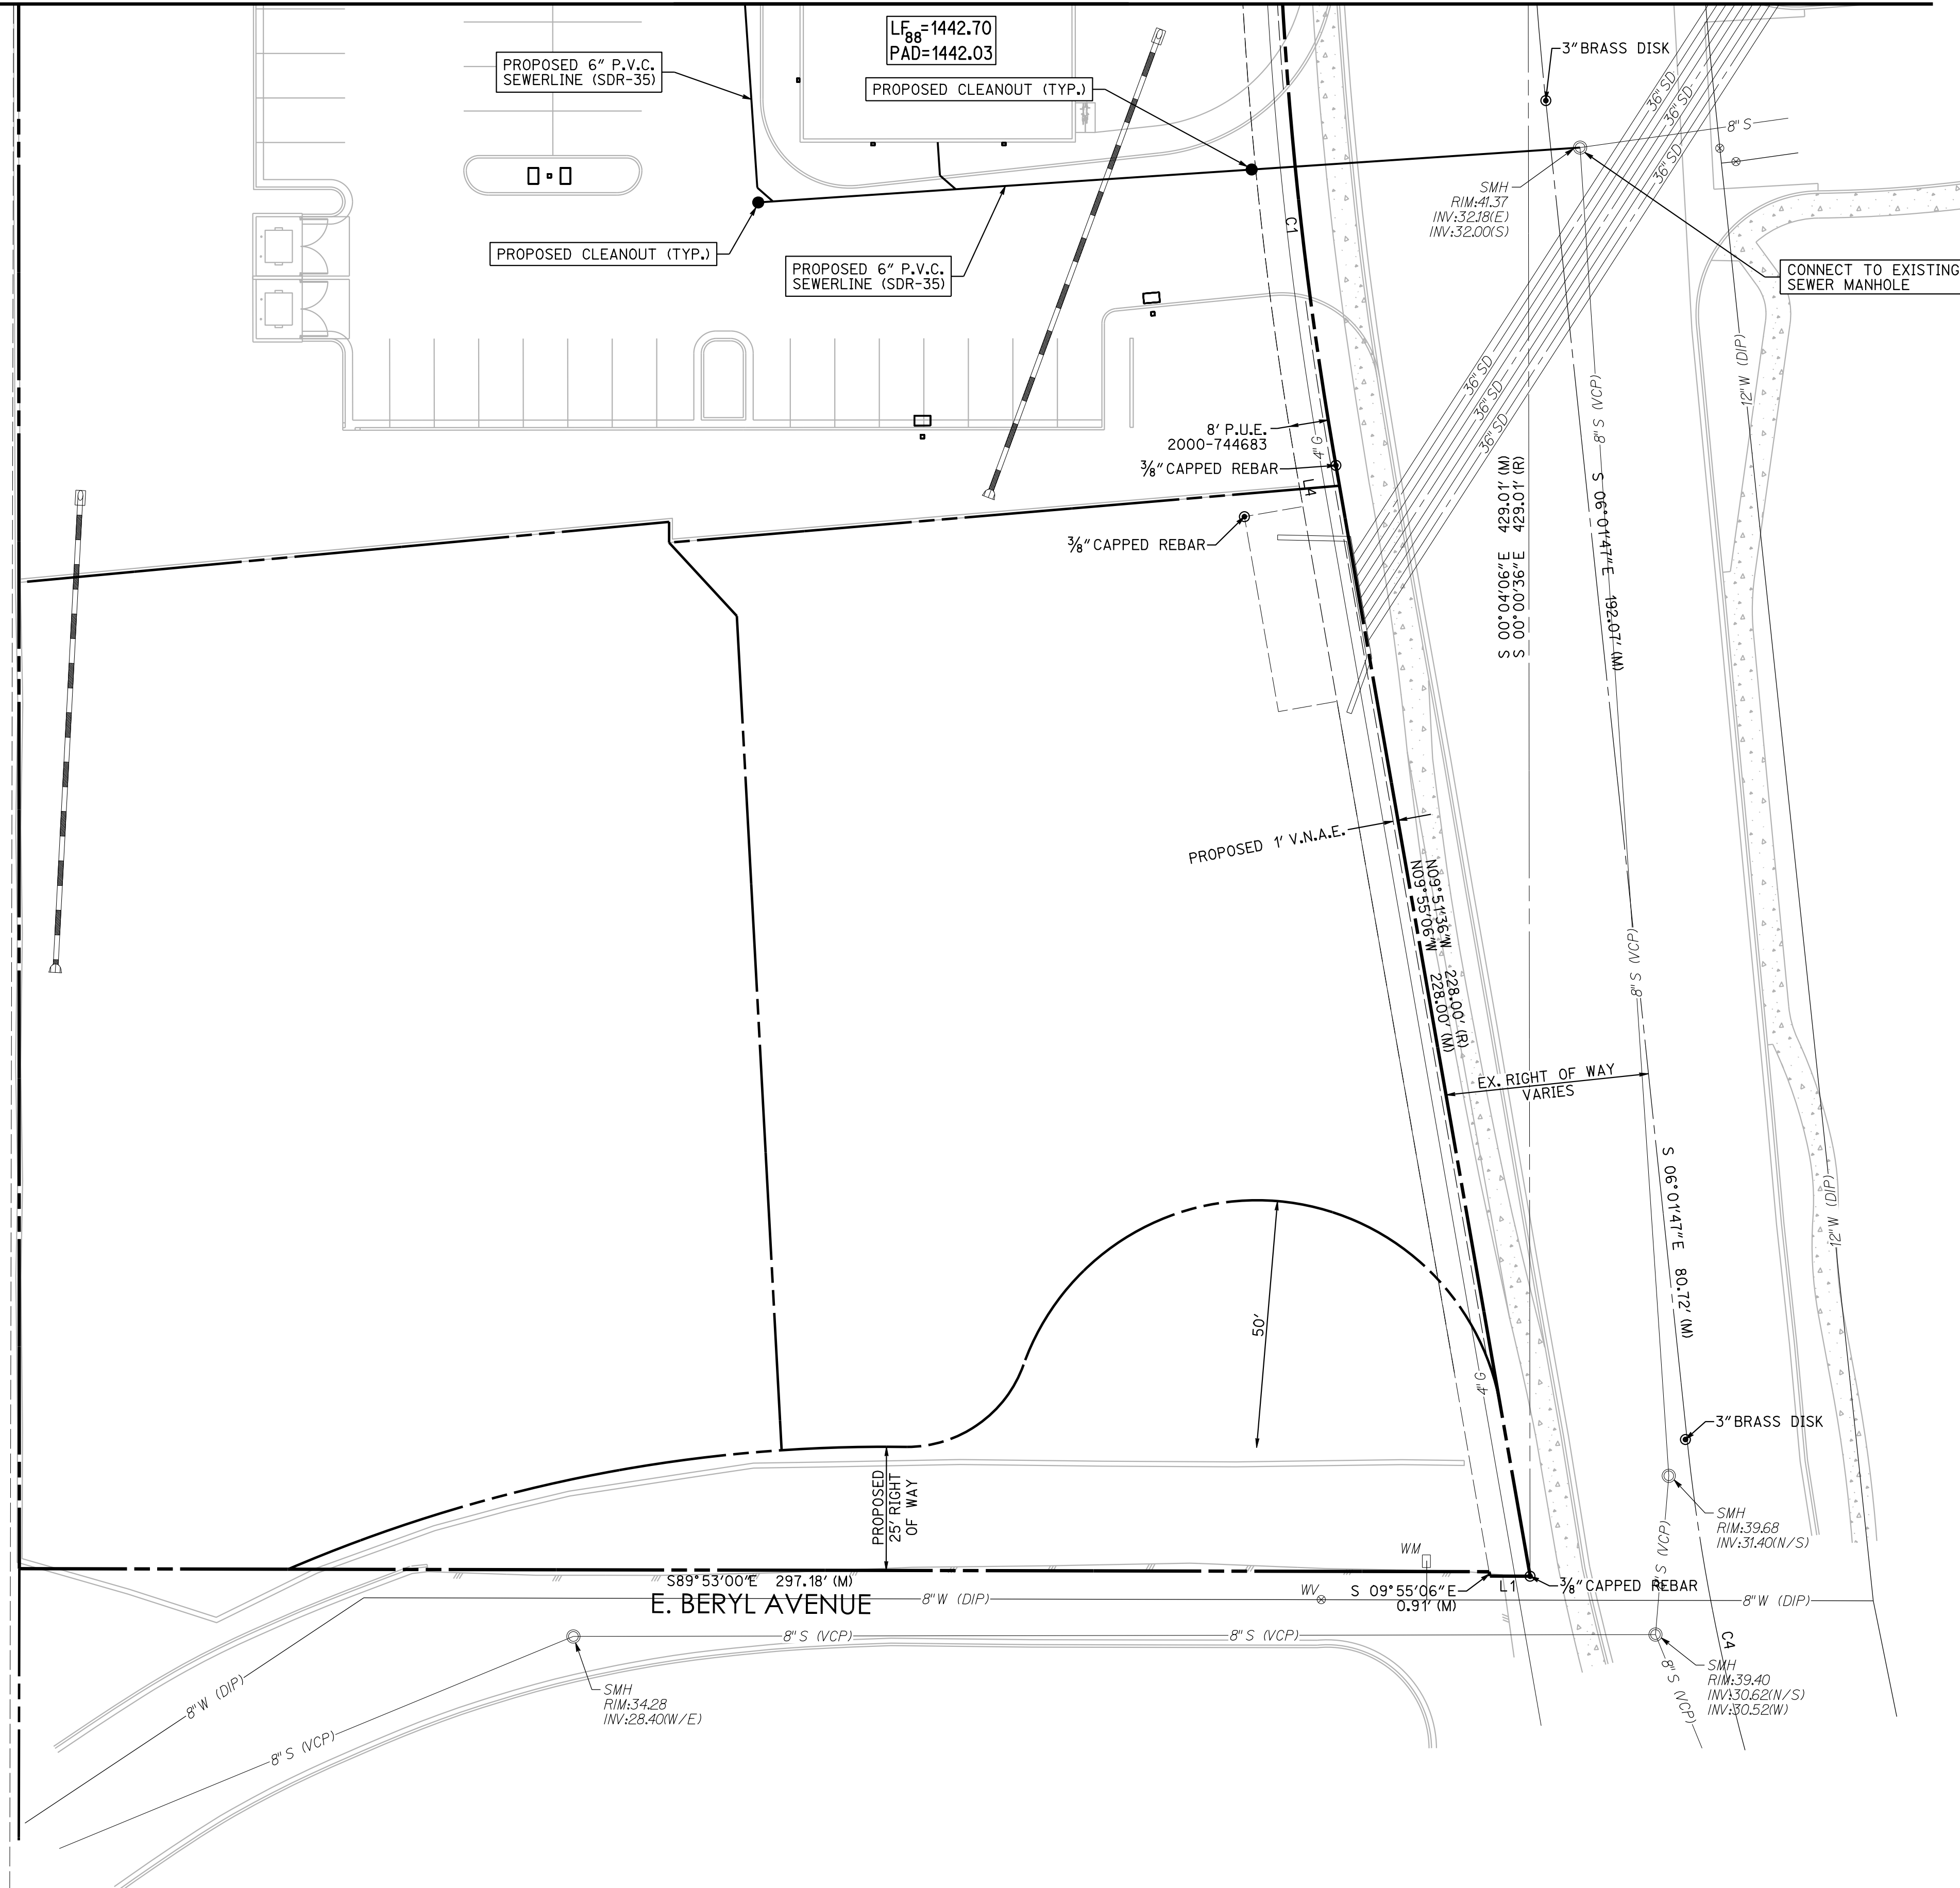 LF88=1442.70
PAD=1442.03
3" BRASS DISK
PROPOSED 6" P.V.C.
SEWERLINE (SDR-35)
PROPOSED CLEANOUT (TYP.)
36" SD
36" SD
36" SD
8" S
SMH
RIM:41.37
INV:32.18(E)
INV:32.00(S)
C1
PROPOSED CLEANOUT (TYP.)
PROPOSED 6" P.V.C.
SEWERLINE (SDR-35)
CONNECT TO EXISTING
SEWER MANHOLE
36" SD
36" SD
36" SD
12" W (DIP)
8" S (VCP)
8' P.U.E.
2000-744683
4" G
3/8" CAPPED REBAR
L4
3/8" CAPPED REBAR
S 00°04'06"E 429.01' (M)
S 00°00'36"E 429.01' (R)
S 06°01'47"E 192.07' (M)
PROPOSED 1' V.N.A.E.
N09°51'36"W 228.00' (R)
N09°55'06"W 228.00' (M)
8" S (VCP)
EX. RIGHT OF WAY
VARIES
S 06°01'47"E 80.72' (M)
12" W (DIP)
50'
4" G
3" BRASS DISK
PROPOSED
25' RIGHT
OF WAY
SMH
RIM:39.68
INV:31.40(N/S)
8" S (VCP)
WM
S89°53'00"E 297.18' (M)
E. BERYL AVENUE
8" W (DIP)
WV
S 09°55'06"E
0.91' (M)
L1
3/8" CAPPED REBAR
8" W (DIP)
8" S (VCP)
8" S (VCP)
C4
SMH
RIM:39.40
INV:30.62(N/S)
INV:30.52(W)
8" S (VCP)
SMH
RIM:34.28
INV:28.40(W/E)
8" W (DIP)
8" S (VCP)